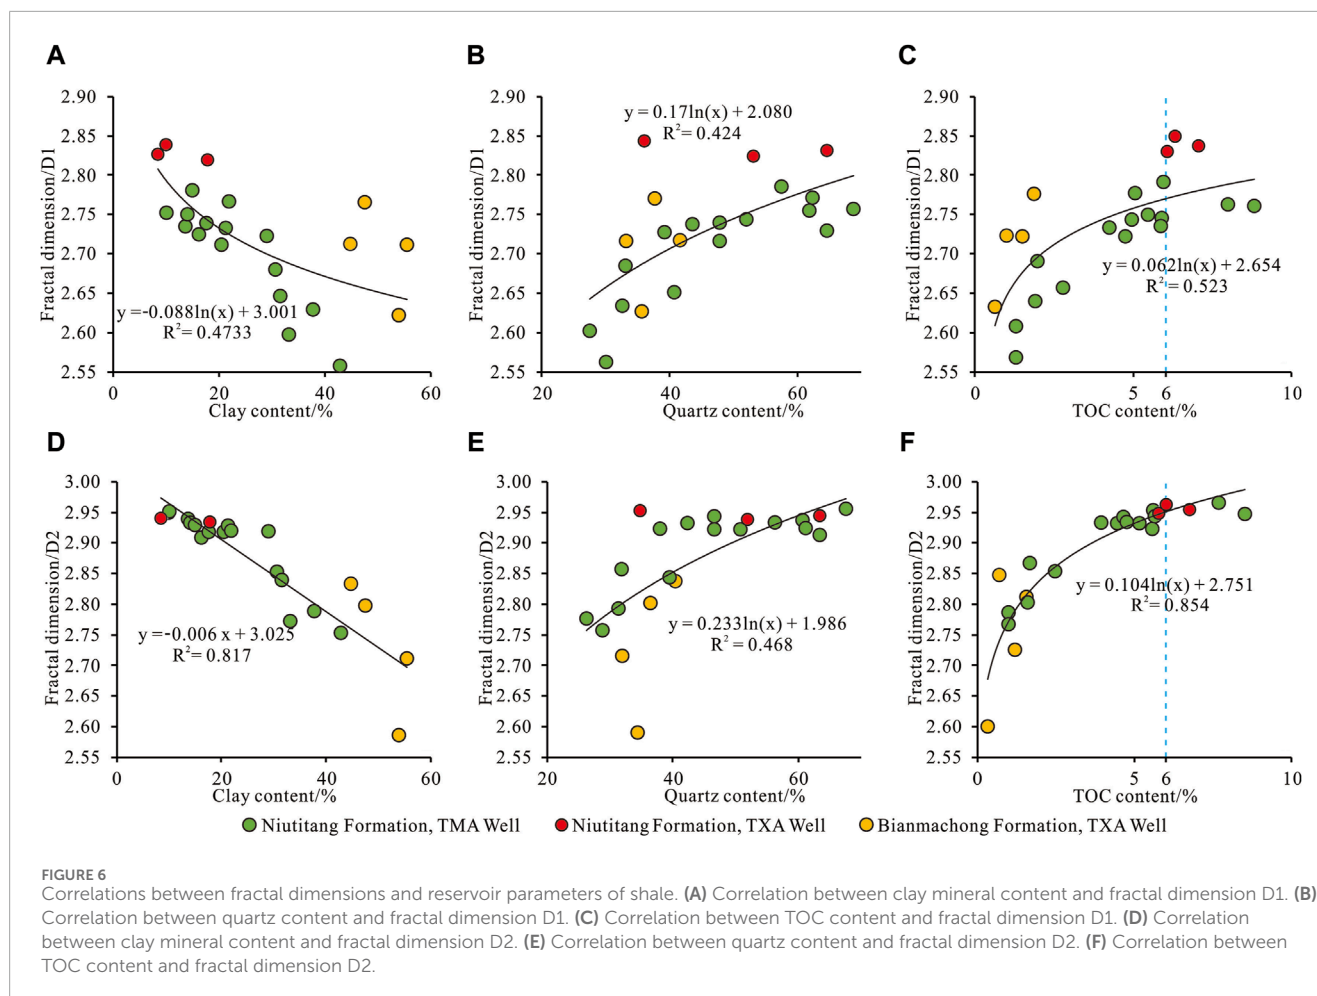 A
2.90
2.85
2.80
2.75
2.70
2.65
2.60
2.55
Fractal dimension/D1
y=-0.088ln(x)+3.001
R²=0.4733
0 20 40 60
Clay content/%
B
2.90
2.85
2.80
2.75
2.70
2.65
2.60
2.55
Fractal dimension/D1
y=0.17ln(x)+2.080
R²=0.424
20 40 60
Quartz content/%
C
2.90
2.85
2.80
2.75
2.70
2.65
2.60
2.55
Fractal dimension/D1
y=0.062ln(x)+2.654
R²=0.523
0 5 6 10
TOC content/%
D
3.00
2.95
2.90
2.85
2.80
2.75
2.70
2.65
2.60
2.55
Fractal dimension/D2
y=-0.006x+3.025
R²=0.817
0 20 40 60
Clay content/%
E
3.00
2.95
2.90
2.85
2.80
2.75
2.70
2.65
2.60
2.55
Fractal dimension/D2
y=0.233ln(x)+1.986
R²=0.468
20 40 60
Quartz content/%
F
3.00
2.95
2.90
2.85
2.80
2.75
2.70
2.65
2.60
2.55
Fractal dimension/D2
y=0.104ln(x)+2.751
R²=0.854
0 5 6 10
TOC content/%
Niutitang Formation, TMA Well Niutitang Formation, TXA Well Bianmachong Formation, TXA Well
FIGURE 6
Correlations between fractal dimensions and reservoir parameters of shale. (A) Correlation between clay mineral content and fractal dimension D1. (B)
Correlation between quartz content and fractal dimension D1. (C) Correlation between TOC content and fractal dimension D1. (D) Correlation
between clay mineral content and fractal dimension D2. (E) Correlation between quartz content and fractal dimension D2. (F) Correlation between
TOC content and fractal dimension D2.